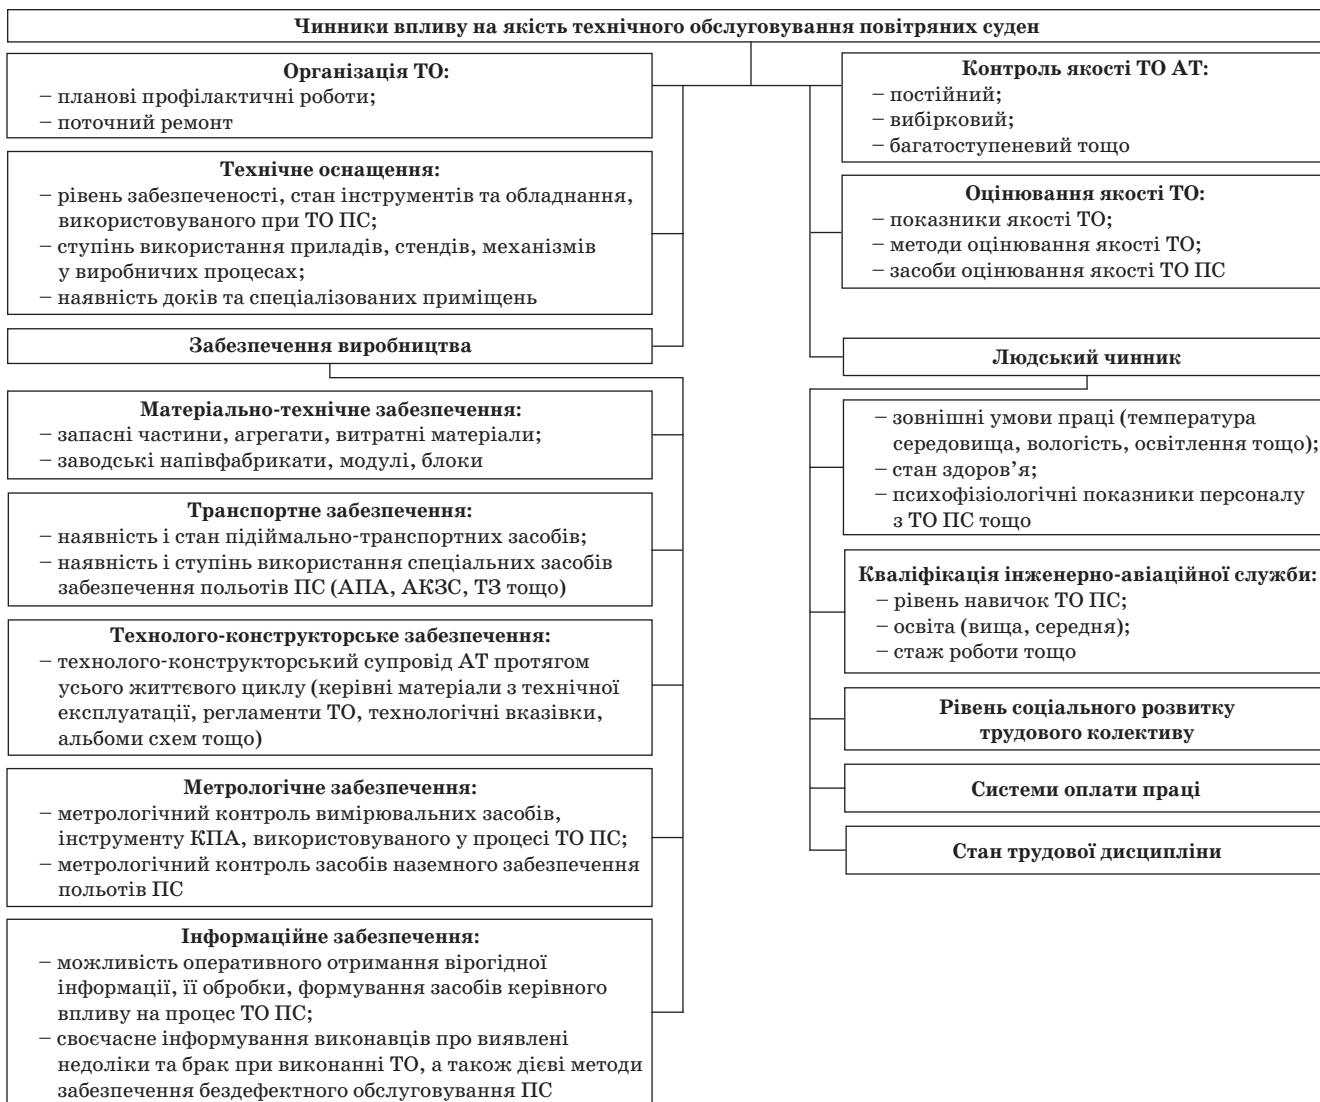 Чинники впливу на якість технічного обслуговування повітряних суден
Організація ТО:
– планові профілактичні роботи;
– поточний ремонт
Технічне оснащення:
– рівень забезпеченості, стан інструментів та обладнання,
використовуваного при ТО ПС;
– ступінь використання приладів, стендів, механізмів
у виробничих процесах;
– наявність доків та спеціалізованих приміщень
Забезпечення виробництва
Матеріально-технічне забезпечення:
– запасні частини, агрегати, витратні матеріали;
– заводські напівфабрикати, модулі, блоки
Транспортне забезпечення:
– наявність і стан підіймально-транспортних засобів;
– наявність і ступінь використання спеціальних засобів
забезпечення польотів ПС (АПА, АКЗС, ТЗ тощо)
Технолого-конструкторське забезпечення:
– технолого-конструкторський супровід АТ протягом
усього життєвого циклу (керівні матеріали з технічної
експлуатації, регламенти ТО, технологічні вказівки,
альбоми схем тощо)
Метрологічне забезпечення:
– метрологічний контроль вимірювальних засобів,
інструменту КПА, використовуваного у процесі ТО ПС;
– метрологічний контроль засобів наземного забезпечення
польотів ПС
Інформаційне забезпечення:
– можливість оперативного отримання вірогідної
інформації, її обробки, формування засобів керівного
впливу на процес ТО ПС;
– своєчасне інформування виконавців про виявлені
недоліки та брак при виконанні ТО, а також дієві методи
забезпечення бездефектного обслуговування ПС
Контроль якості ТО АТ:
– постійний;
– вибірковий;
– багатоступеневий тощо
Оцінювання якості ТО:
– показники якості ТО;
– методи оцінювання якості ТО;
– засоби оцінювання якості ТО ПС
Людський чинник
– зовнішні умови праці (температура
середовища, вологість, освітлення тощо);
– стан здоров’я;
– психофізіологічні показники персоналу
з ТО ПС тощо
Кваліфікація інженерно-авіаційної служби:
– рівень навичок ТО ПС;
– освіта (вища, середня);
– стаж роботи тощо
Рівень соціального розвитку
трудового колективу
Системи оплати праці
Стан трудової дисципліни